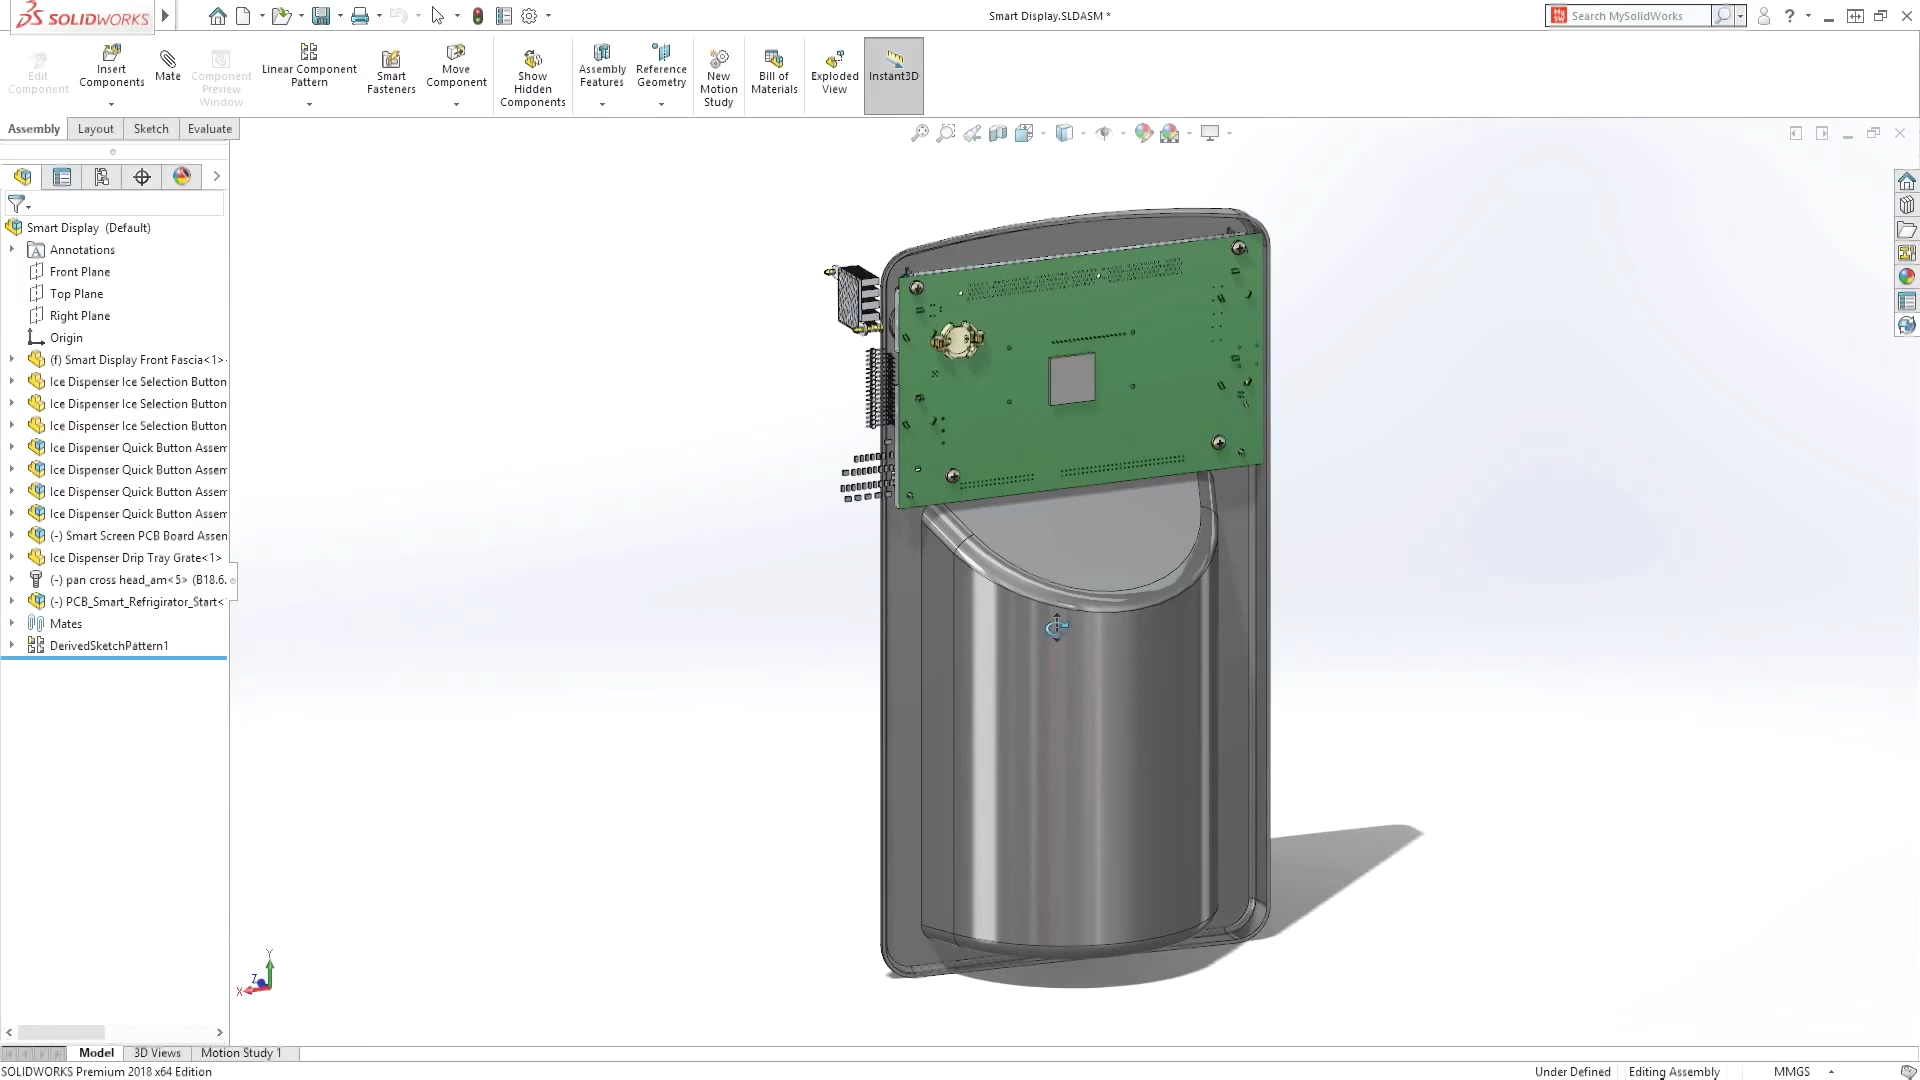 SOLIDWORKS
Smart Display.SLDASM *
Search MySolidWorks
Edit Component
Insert Components
Mate
Component Preview Window
Linear Component Pattern
Smart Fasteners
Move Component
Show Hidden Components
Assembly Features
Reference Geometry
New Motion Study
Bill of Materials
Exploded View
Instant3D
Assembly
Layout
Sketch
Evaluate
Smart Display (Default)
Annotations
Front Plane
Top Plane
Right Plane
Origin
(f) Smart Display Front Fascia<1>
Ice Dispenser Ice Selection Button
Ice Dispenser Ice Selection Button
Ice Dispenser Ice Selection Button
Ice Dispenser Quick Button Assem
Ice Dispenser Quick Button Assem
Ice Dispenser Quick Button Assem
Ice Dispenser Quick Button Assem
(-) Smart Screen PCB Board Assen
Ice Dispenser Drip Tray Grate<1>
(-) pan cross head_am<5> (B18.6.
(-) PCB_Smart_Refrigirator_Start<
Mates
DerivedSketchPattern1
Y
Z
X
Model
3D Views
Motion Study 1
SOLIDWORKS Premium 2018 x64 Edition
Under Defined
Editing Assembly
MMGS